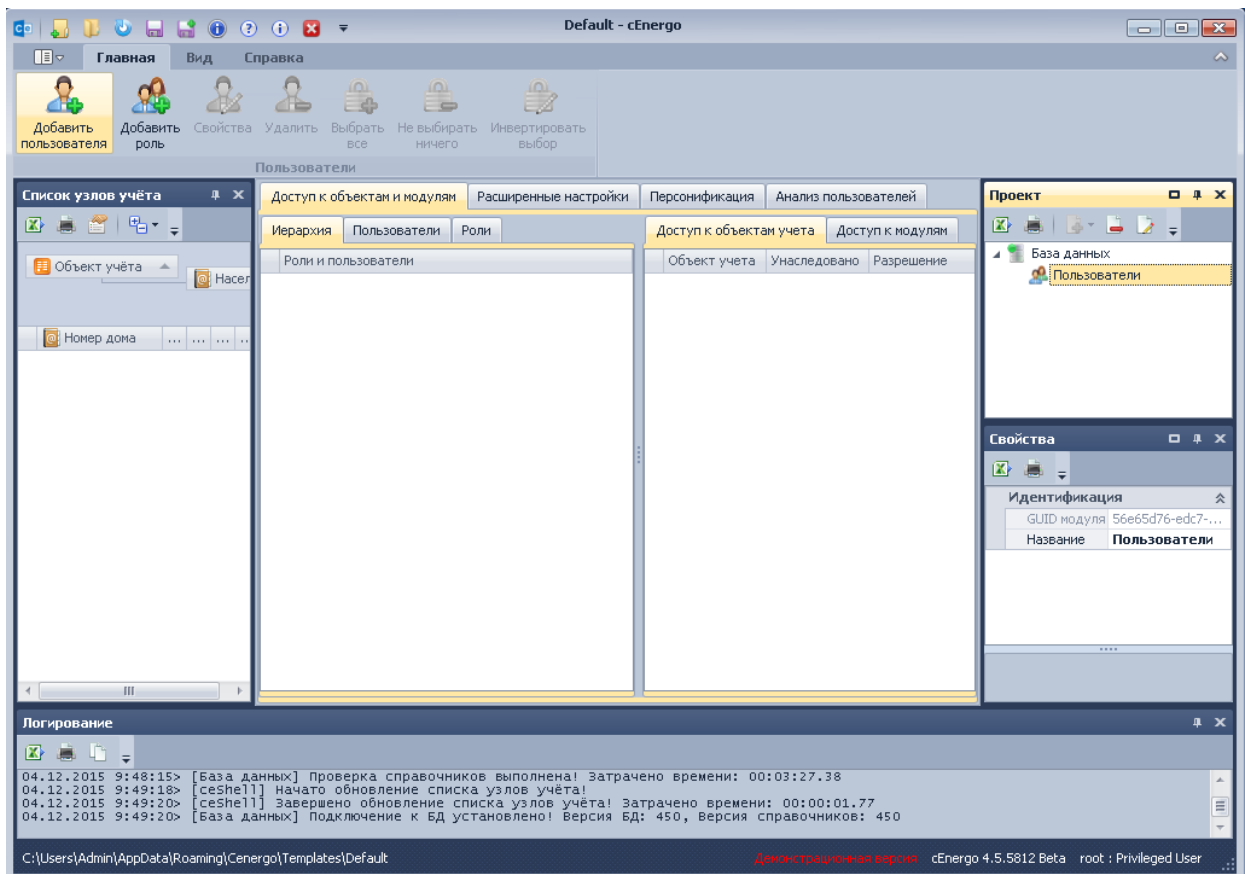 Default - cEnergo
Главная Вид Справка
Добавить пользователя
Добавить роль
Свойства
Удалить
Выбрать все
Не выбирать ничего
Инвертировать выбор
Пользователи
Список узлов учёта
Объект учёта
Насел
Номер дома ... ... ... ...
Доступ к объектам и модулям Расширенные настройки Персонификация Анализ пользователей
Иерархия Пользователи Роли
Роли и пользователи
Доступ к объектам учета Доступ к модулям
Объект учета Унаследовано Разрешение
Проект
База данных
Пользователи
Свойства
Идентификация
GUID модуля 56e65d76-edc7-...
Название Пользователи
Логирование
04.12.2015 9:48:15> [База данных] Проверка справочников выполнена! Затрачено времени: 00:03:27.38
04.12.2015 9:49:18> [ceShell] Начато обновление списка узлов учёта!
04.12.2015 9:49:20> [ceShell] Завершено обновление списка узлов учёта! Затрачено времени: 00:00:01.77
04.12.2015 9:49:20> [База данных] Подключение к БД установлено! Версия БД: 450, Версия справочников: 450
C:\Users\Admin\AppData\Roaming\Cenergo\Templates\Default
Демонстрационная версия cEnergo 4.5.5812 Beta root : Privileged User